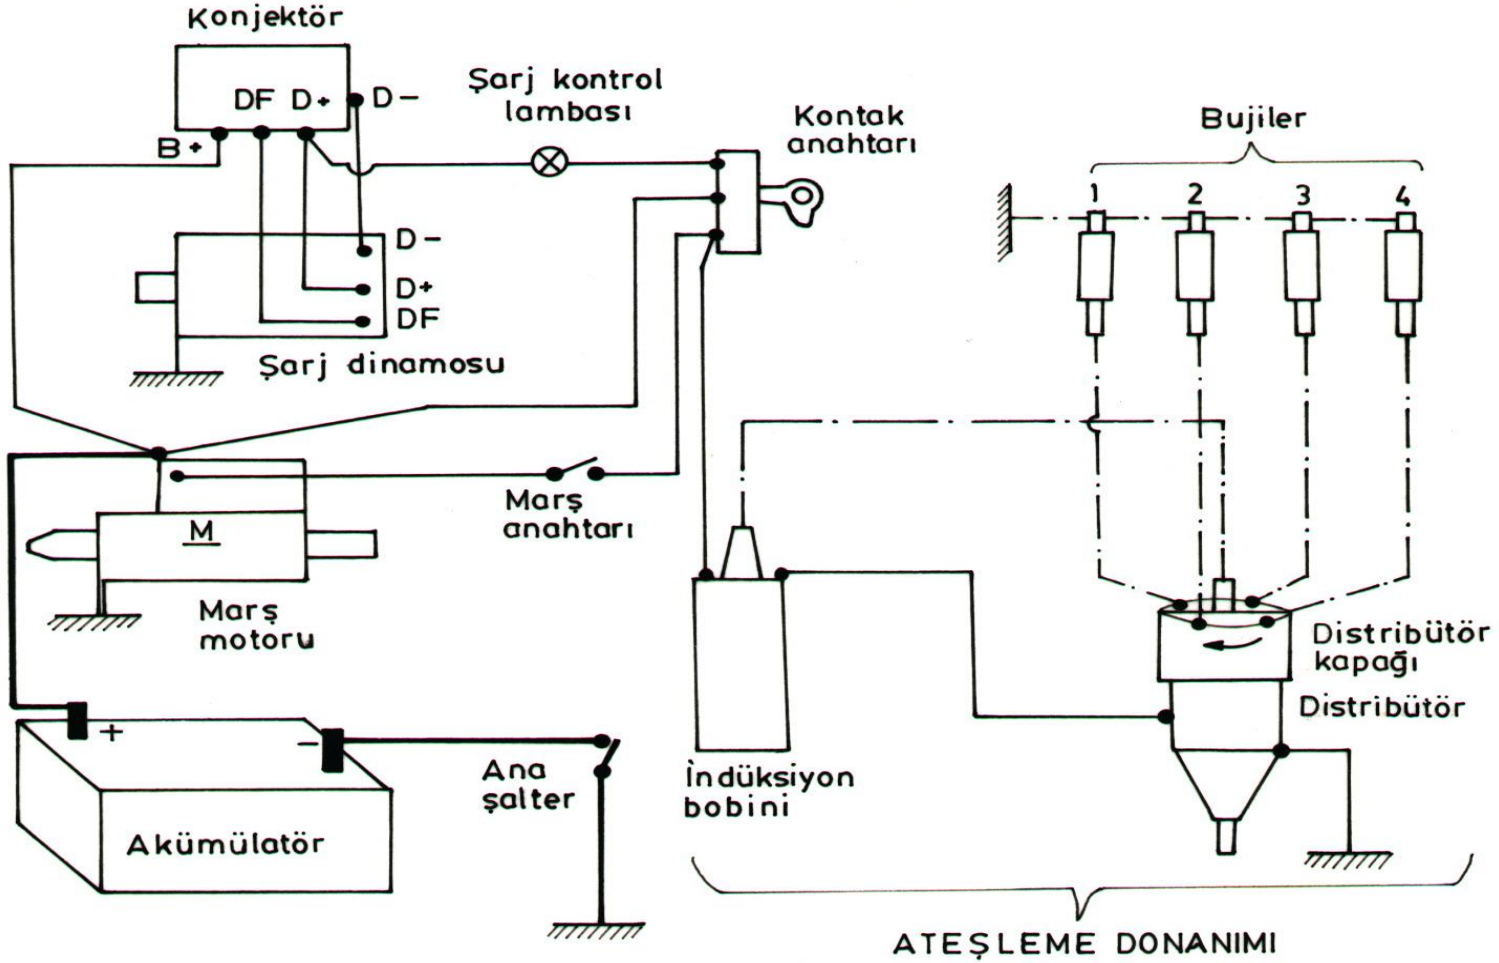 Konjektör
DF D+ D-
B+
Şarj kontrol
lambası
Kontak
anahtarı
Bujiler
1 2 3 4
D-
D+
DF
Şarj dinamosu
Marş
anahtarı
M
Marş
motoru
+
-
Akümülatör
Ana
şalter
İndüksiyon
bobini
Distribütör
kapağı
Distribütör
ATEŞLEME DONANIMI